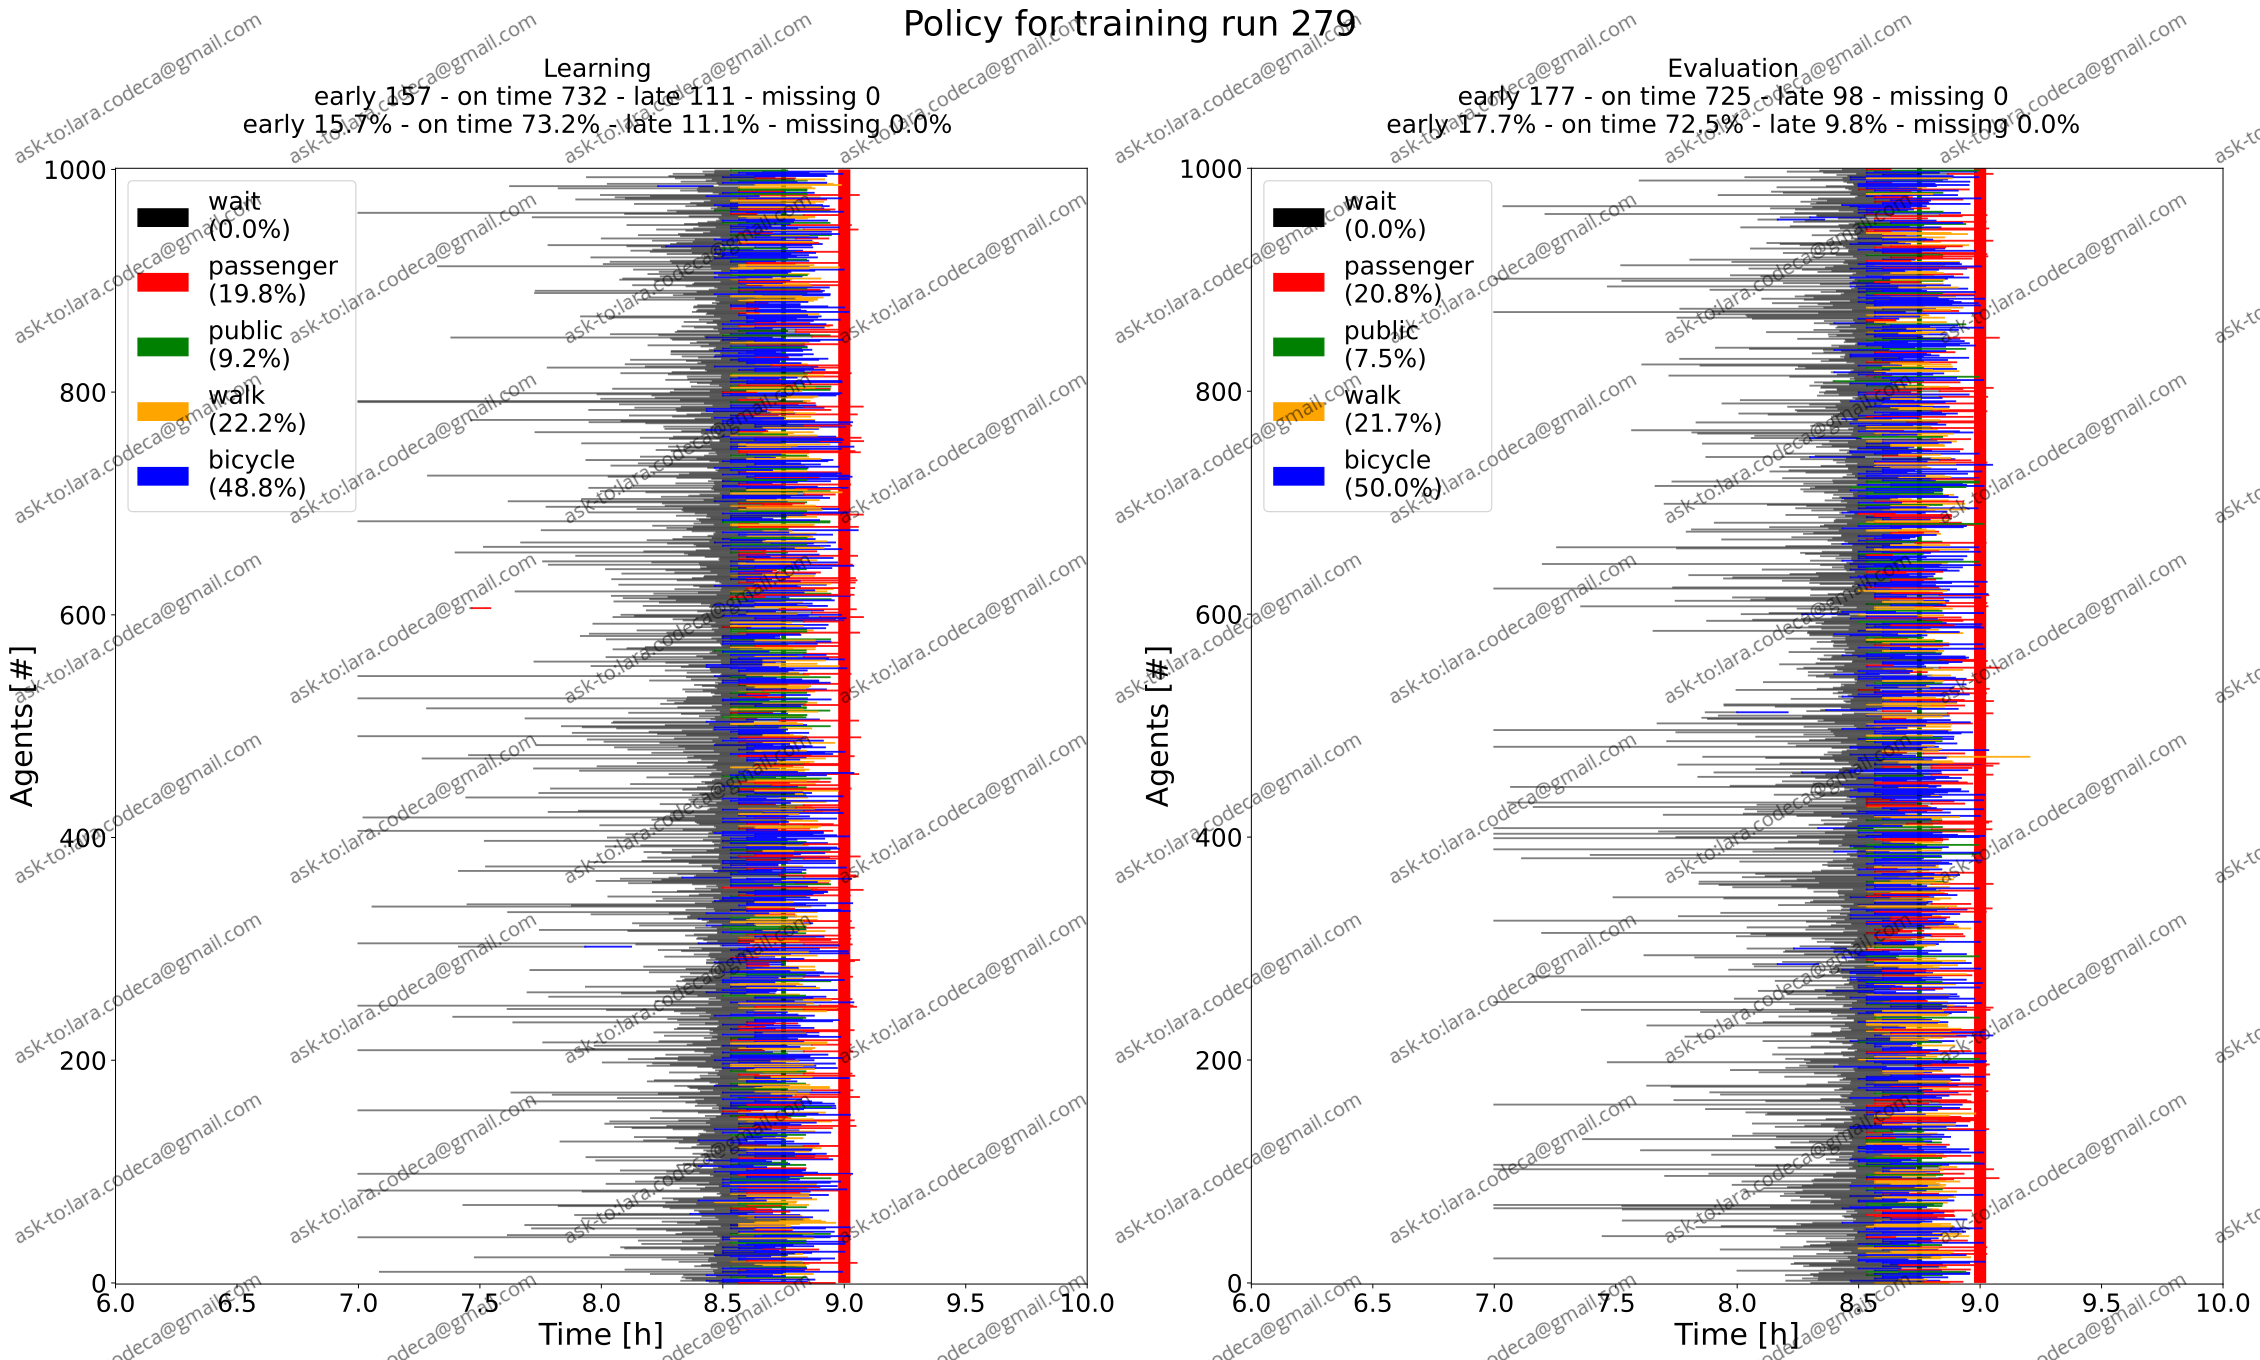 Policy for training run 279
Learning
early 157 - on time 732 - late 111 - missing 0
early 15.7% - on time 73.2% - late 11.1% - missing 0.0%
1000
800
600
400
200
0
Agents [#]
wait
(0.0%)
passenger
(19.8%)
public
(9.2%)
walk
(22.2%)
bicycle
(48.8%)
6.0 6.5 7.0 7.5 8.0 8.5 9.0 9.5 10.0
Time [h]
Evaluation
early 177 - on time 725 - late 98 - missing 0
early 17.7% - on time 72.5% - late 9.8% - missing 0.0%
1000
800
600
400
200
0
Agents [#]
wait
(0.0%)
passenger
(20.8%)
public
(7.5%)
walk
(21.7%)
bicycle
(50.0%)
6.0 6.5 7.0 7.5 8.0 8.5 9.0 9.5 10.0
Time [h]
ask-to:lara.codeca@gmail.com